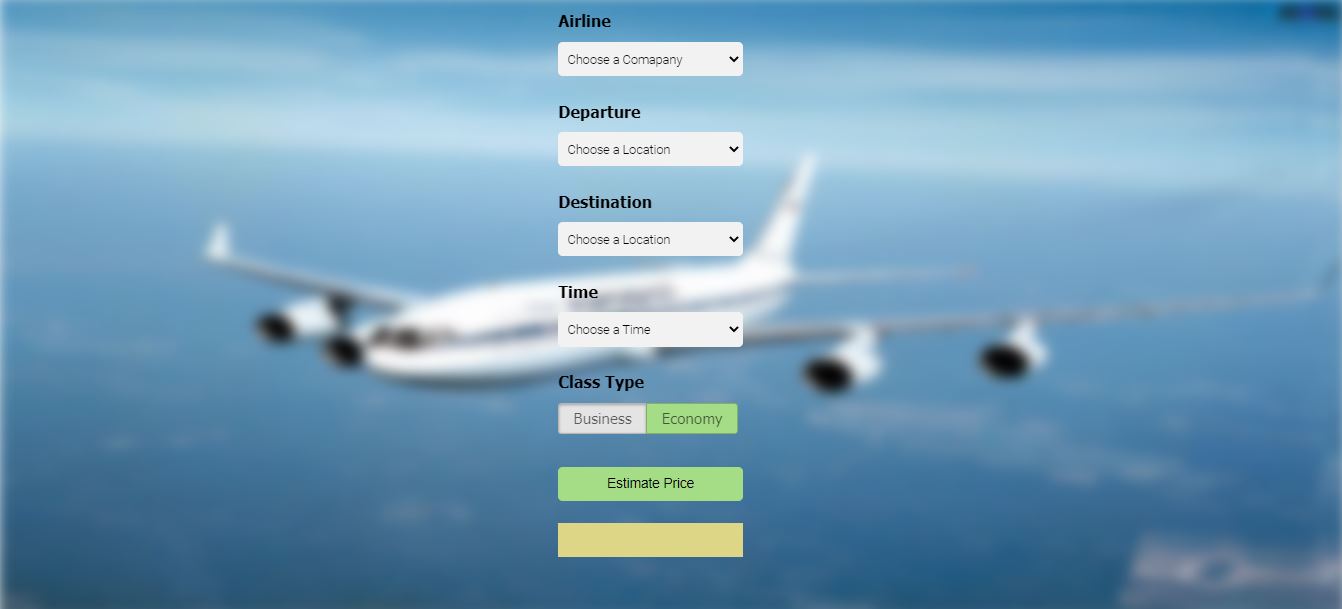 Airline
Choose a Comapany
Departure
Choose a Location
Destination
Choose a Location
Time
Choose a Time
Class Type
Business Economy
Estimate Price